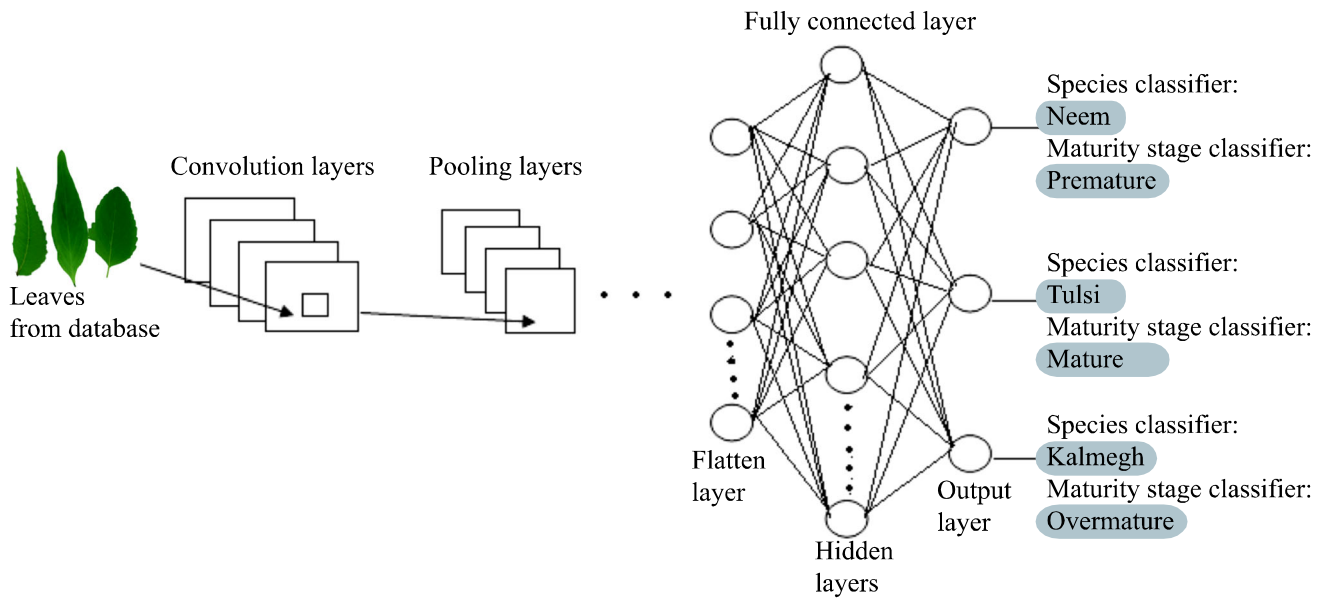 Fully connected layer
Convolution layers
Pooling layers
Leaves
from database
Flatten
layer
Hidden
layers
Output
layer
Species classifier:
Neem
Maturity stage classifier:
Premature
Species classifier:
Tulsi
Maturity stage classifier:
Mature
Species classifier:
Kalmegh
Maturity stage classifier:
Overmature